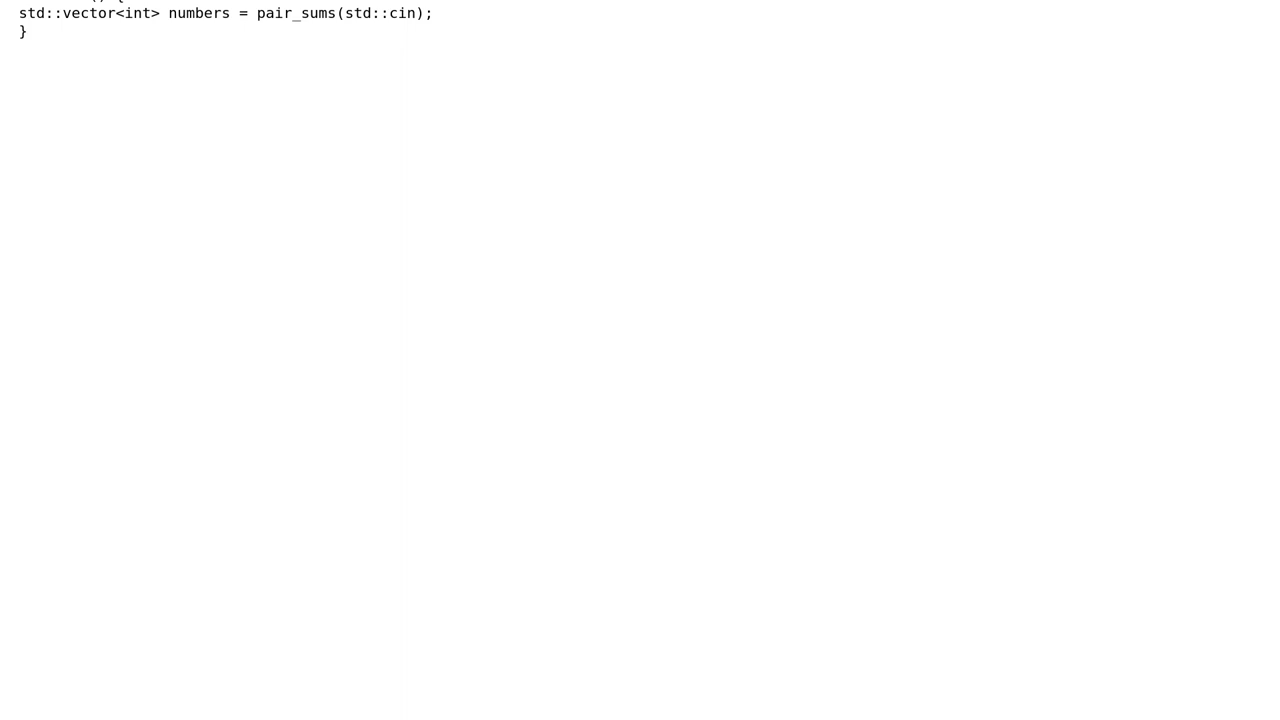 () {
std::vector<int> numbers = pair_sums(std::cin);
}